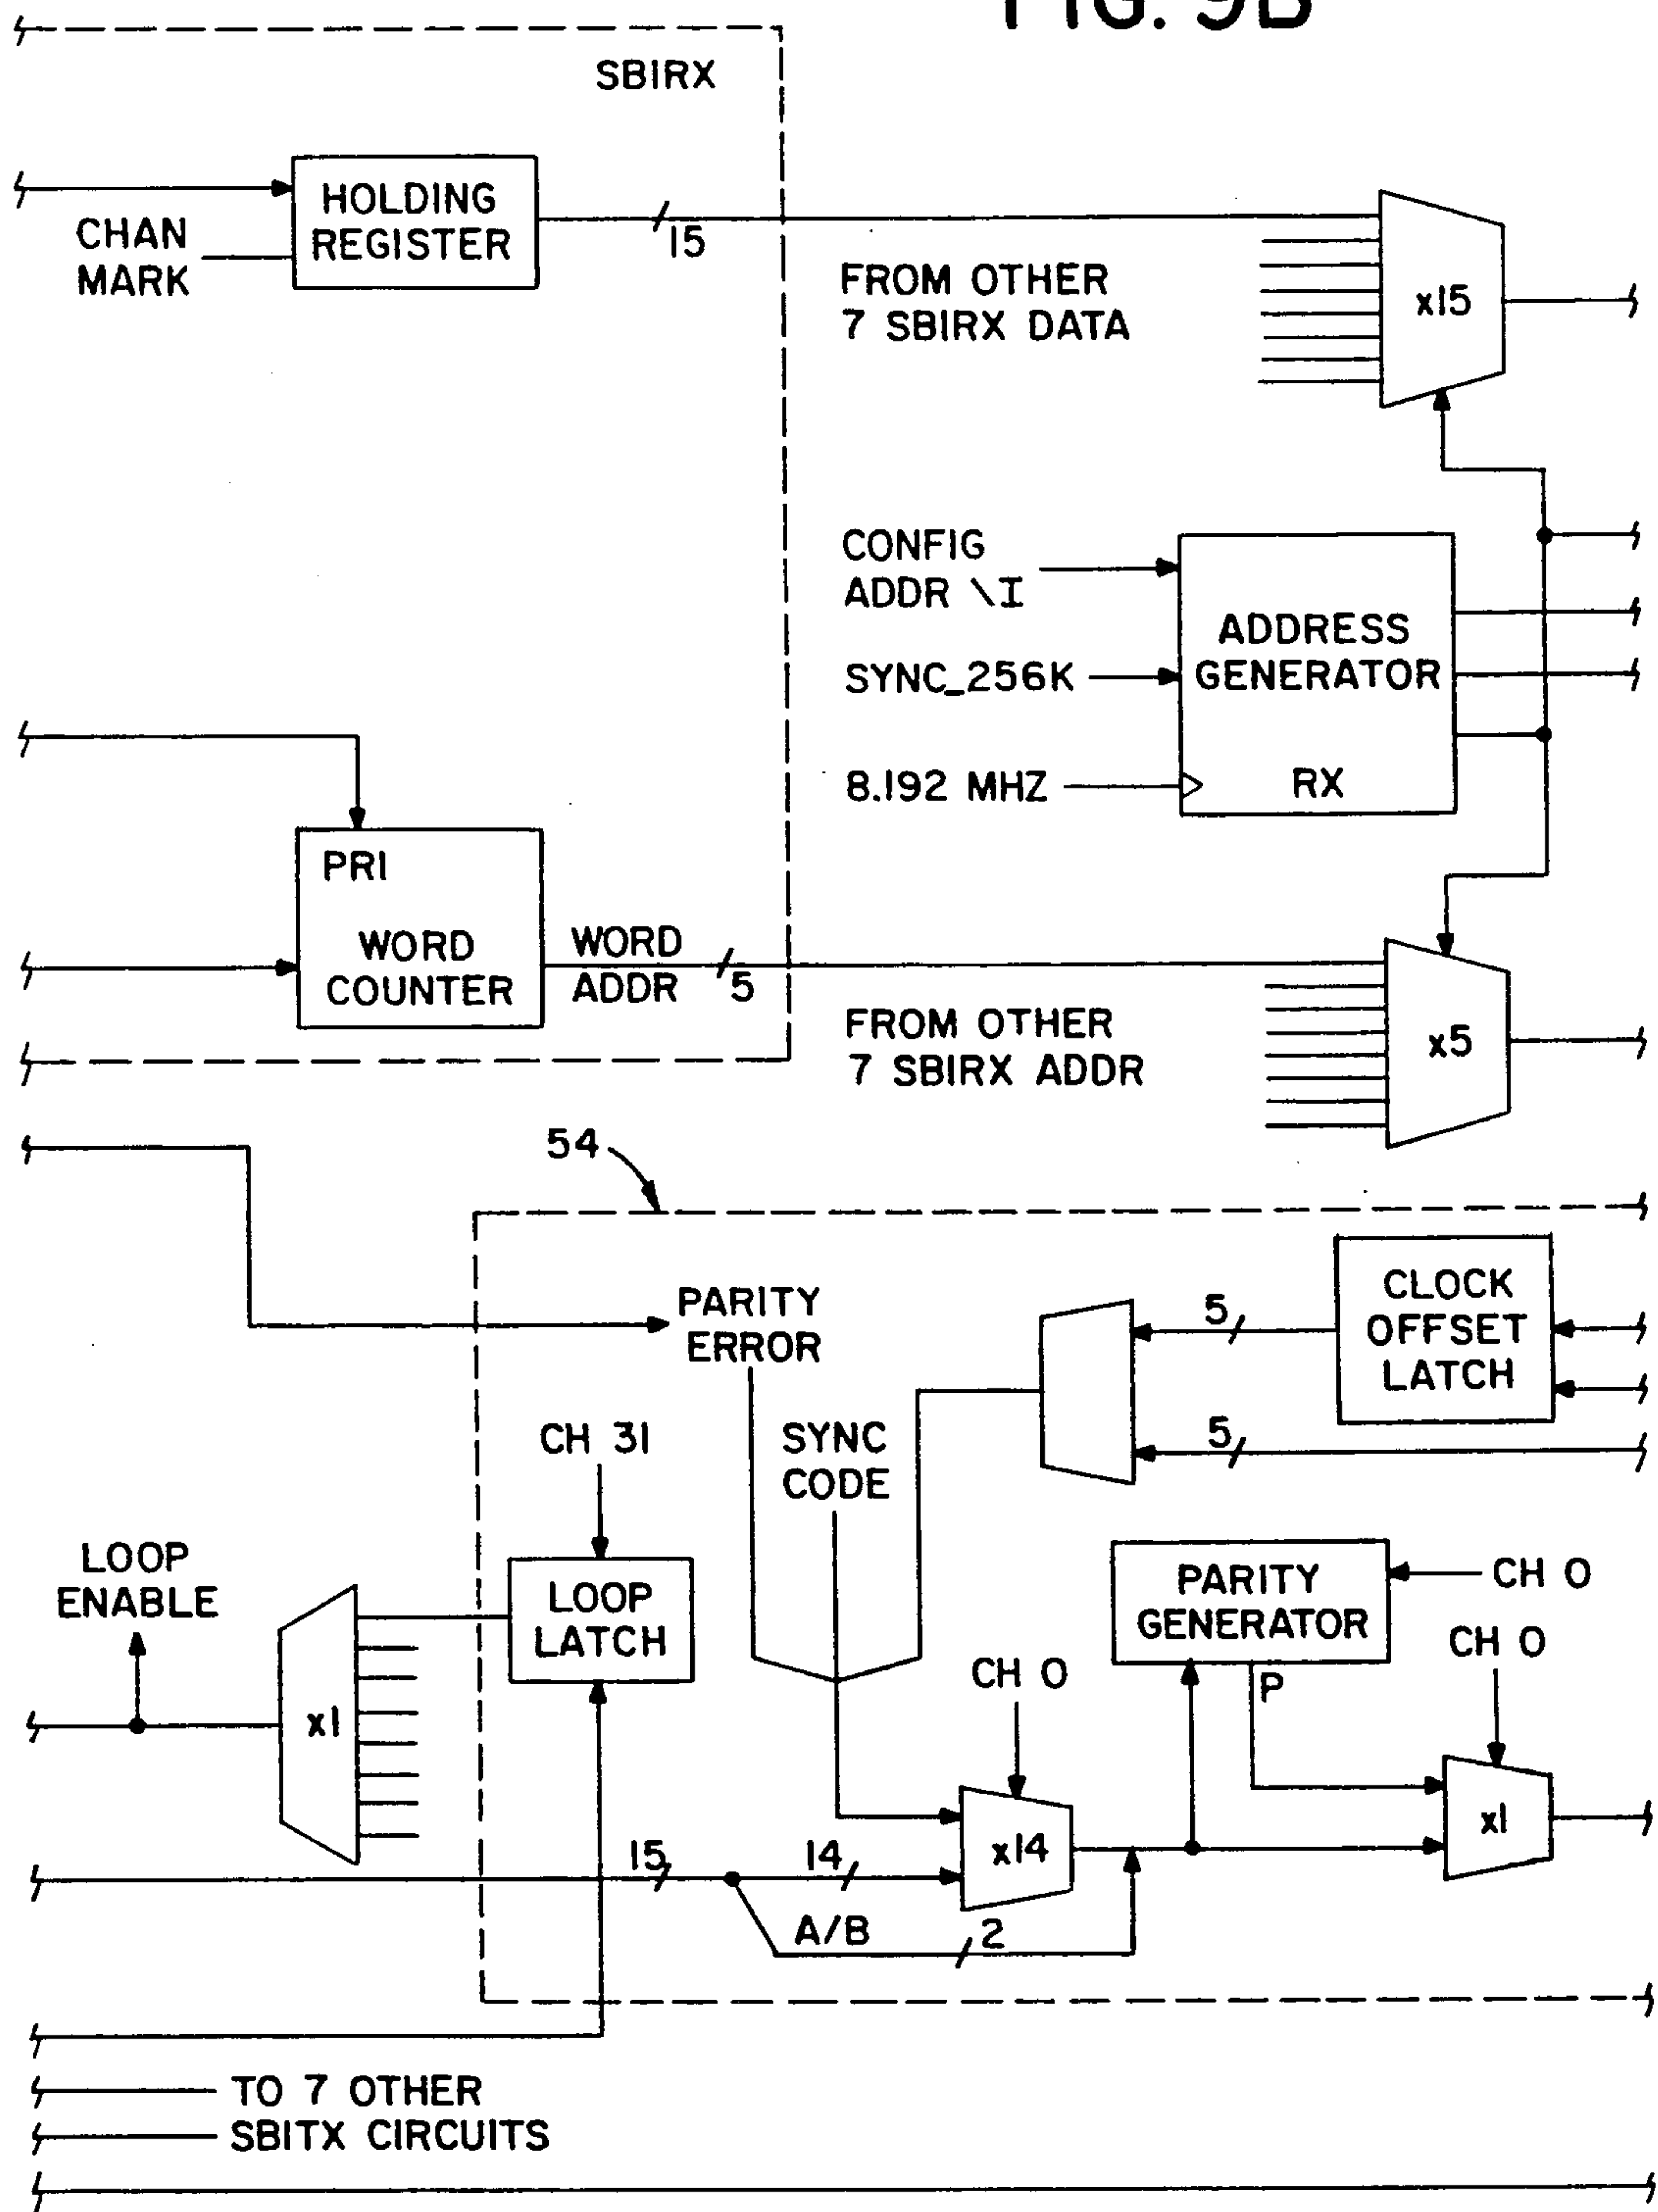 FIG. 9B
SBIRX
HOLDING
REGISTER
CHAN
MARK
15
FROM OTHER
7 SBIRX DATA
x15
CONFIG
ADDR \I
ADDRESS
GENERATOR
SYNC_256K
8.192 MHZ
RX
PRI
WORD
COUNTER
WORD
ADDR
5
FROM OTHER
7 SBIRX ADDR
x5
54
PARITY
ERROR
5
CLOCK
OFFSET
LATCH
5
CH 31
SYNC
CODE
LOOP
ENABLE
LOOP
LATCH
PARITY
GENERATOR
CH 0
CH 0
CH 0
P
x1
x14
x1
15
14
A/B
2
TO 7 OTHER
SBITX CIRCUITS